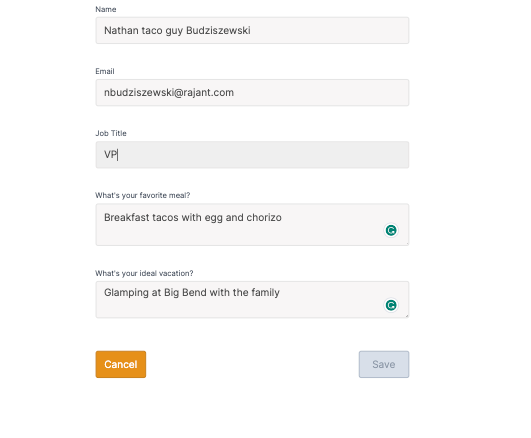 Name
Nathan taco guy Budziszewski
Email
nbudziszewski@rajant.com
Job Title
VP
What's your favorite meal?
Breakfast tacos with egg and chorizo
What's your ideal vacation?
Glamping at Big Bend with the family
Cancel
Save